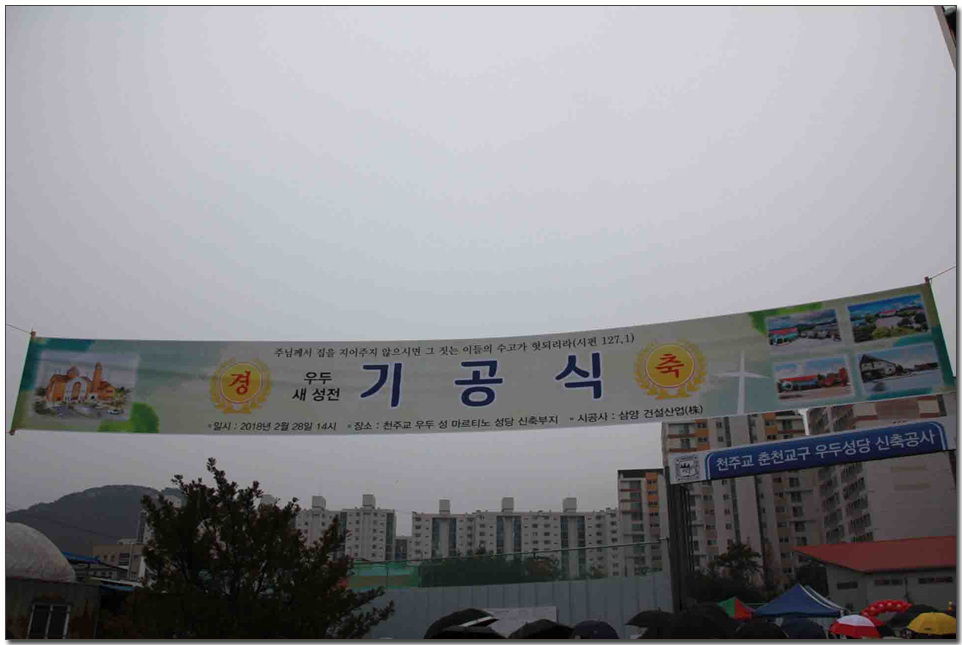 주님께서 집을 지어주지 않으시면 그 짓는 이들의 수고가 헛되리라(시편 127,1)
경 우두 새 성전 기공식 축
•일시 : 2018년 2월 28일 14시 •장소 : 천주교 우두 성 마르티노 성당 신축부지 •시공사 : 삼양 건설산업(株)
천주교 춘천교구 우두성당 신축공사